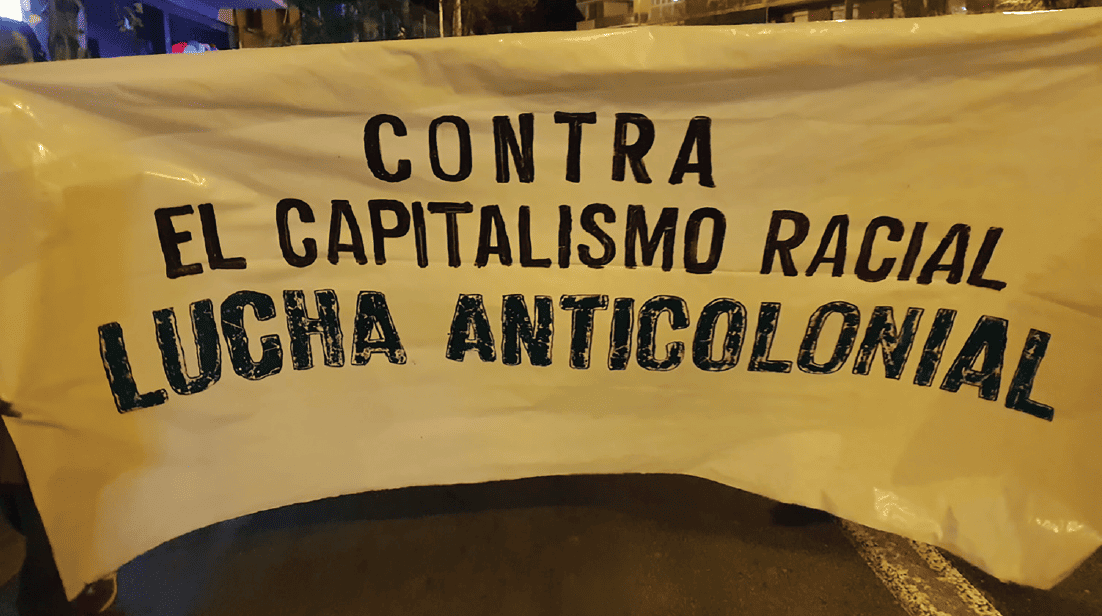 CONTRA
EL CAPITALISMO RACIAL
LUCHA ANTICOLONIAL